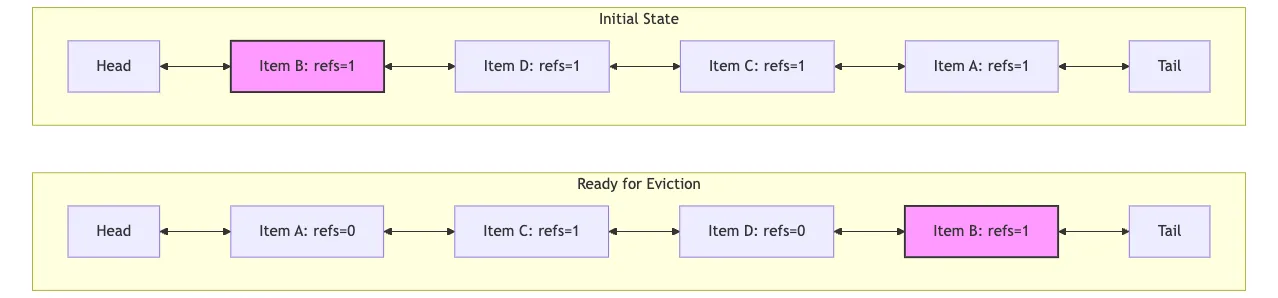 Initial State
Head
Item B: refs=1
Item D: refs=1
Item C: refs=1
Item A: refs=1
Tail
Ready for Eviction
Head
Item A: refs=0
Item C: refs=1
Item D: refs=0
Item B: refs=1
Tail